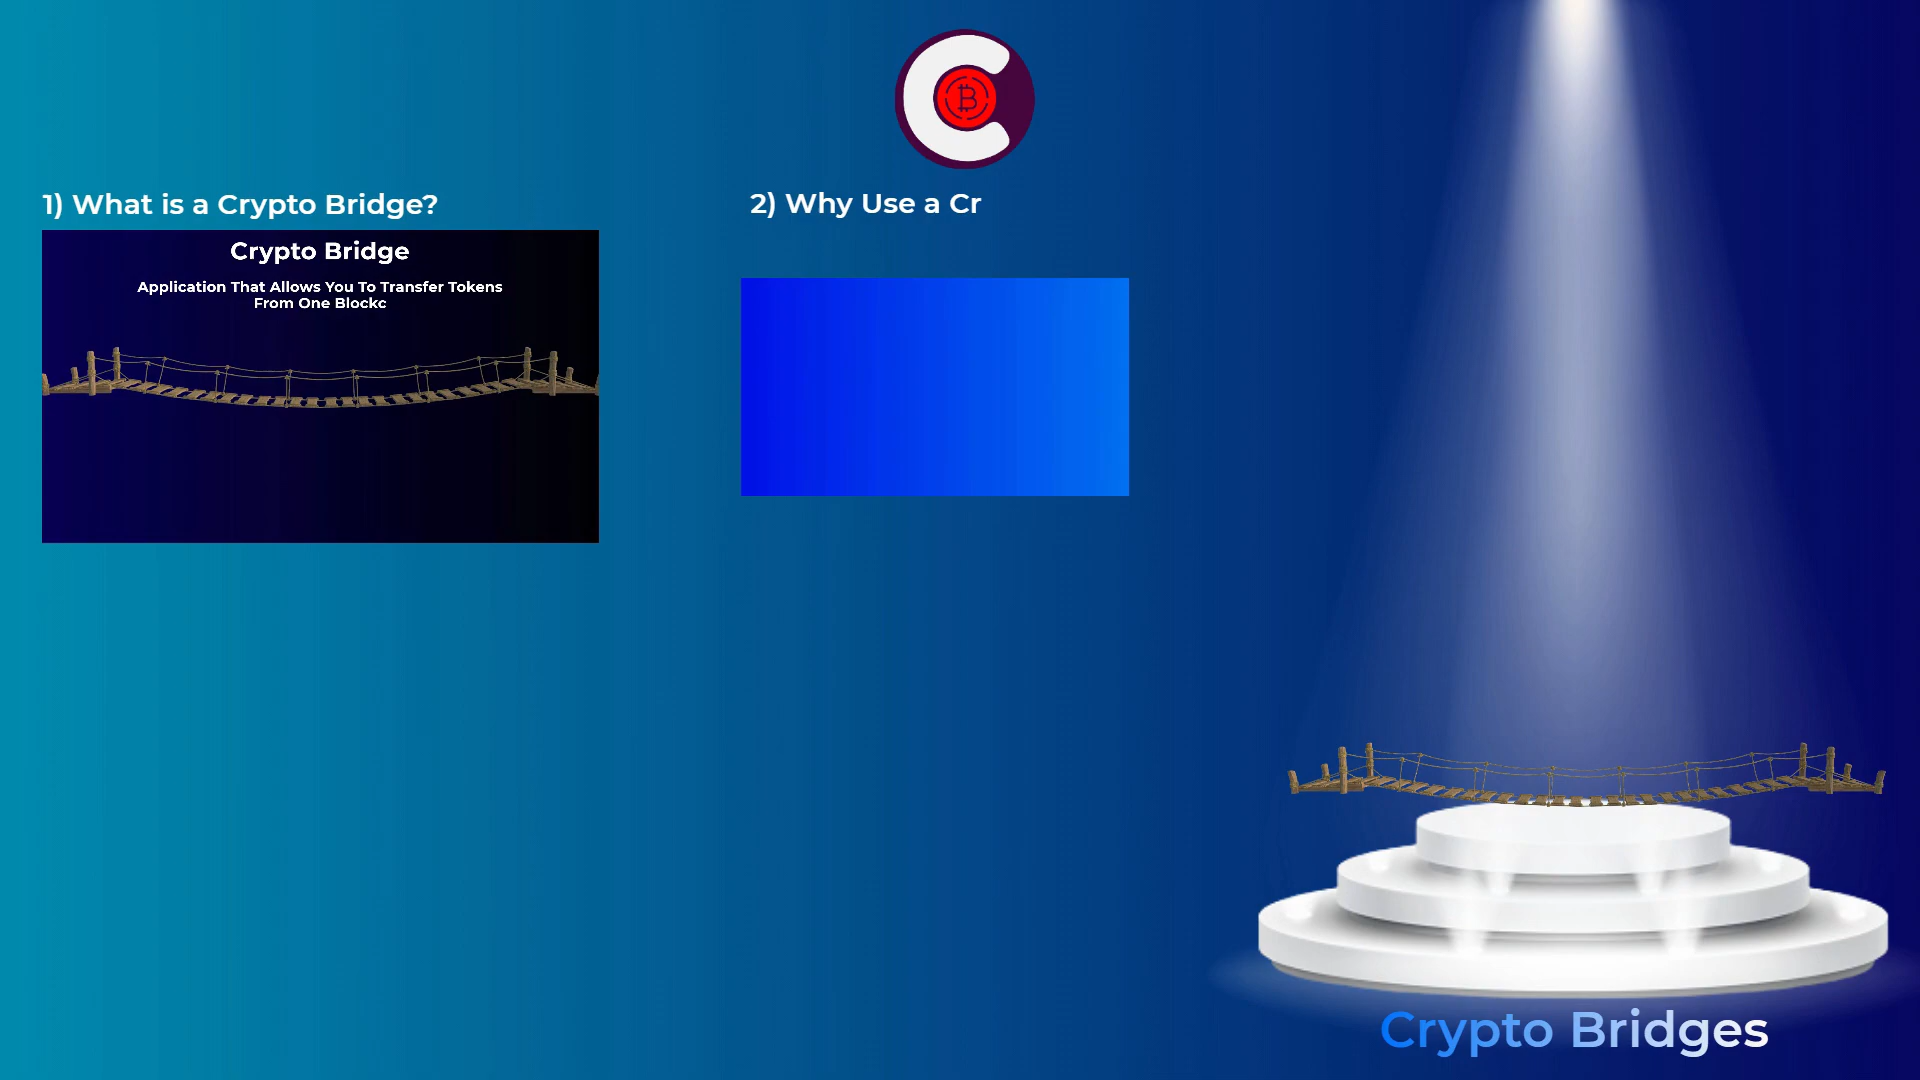 1) What is a Crypto Bridge?
Crypto Bridge
Application That Allows You To Transfer Tokens
From One Blockc
2) Why Use a Cr
Crypto Bridges